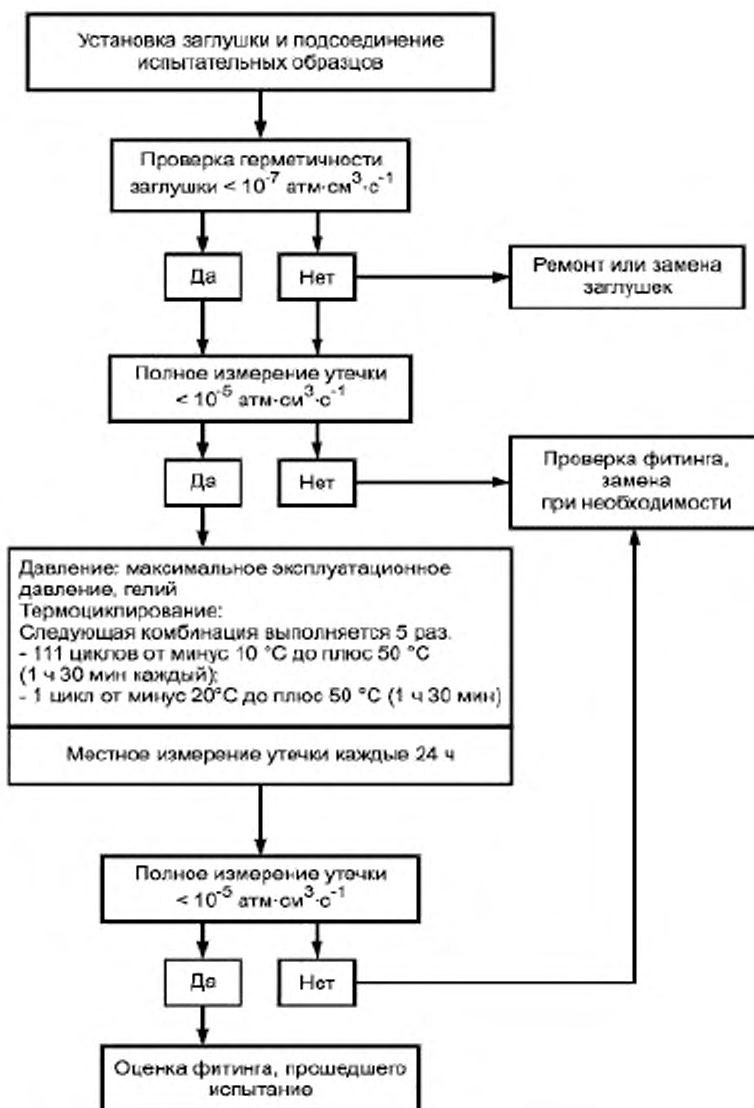 Установка заглушки и подсоединение
испытательных образцов
Проверка герметичности
заглушки < 10⁻⁷ атм·см³·с⁻¹
Да
Нет
Ремонт или замена
заглушек
Полное измерение утечки
< 10⁻⁵ атм·см³·с⁻¹
Да
Нет
Проверка фитинга,
замена
при необходимости
Давление: максимальное эксплуатационное
давление, гелий
Термоциклирование:
Следующая комбинация выполняется 5 раз.
- 111 циклов от минус 10 °C до плюс 50 °C
(1 ч 30 мин каждый);
- 1 цикл от минус 20°C до плюс 50 °C (1 ч 30 мин)
Местное измерение утечки каждые 24 ч
Полное измерение утечки
< 10⁻⁵ атм·см³·с⁻¹
Да
Нет
Оценка фитинга, прошедшего
испытание